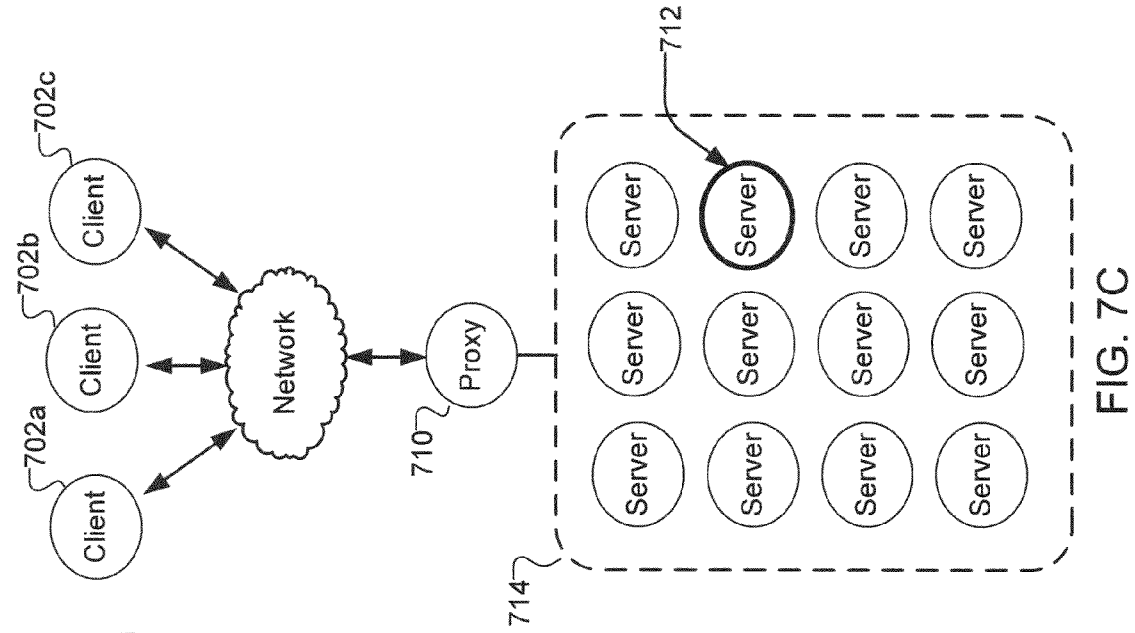 702a
702b
702c
Client
Client
Client
Network
710
Proxy
714
712
Server
Server
Server
Server
Server
Server
Server
Server
Server
Server
Server
Server
FIG. 7C